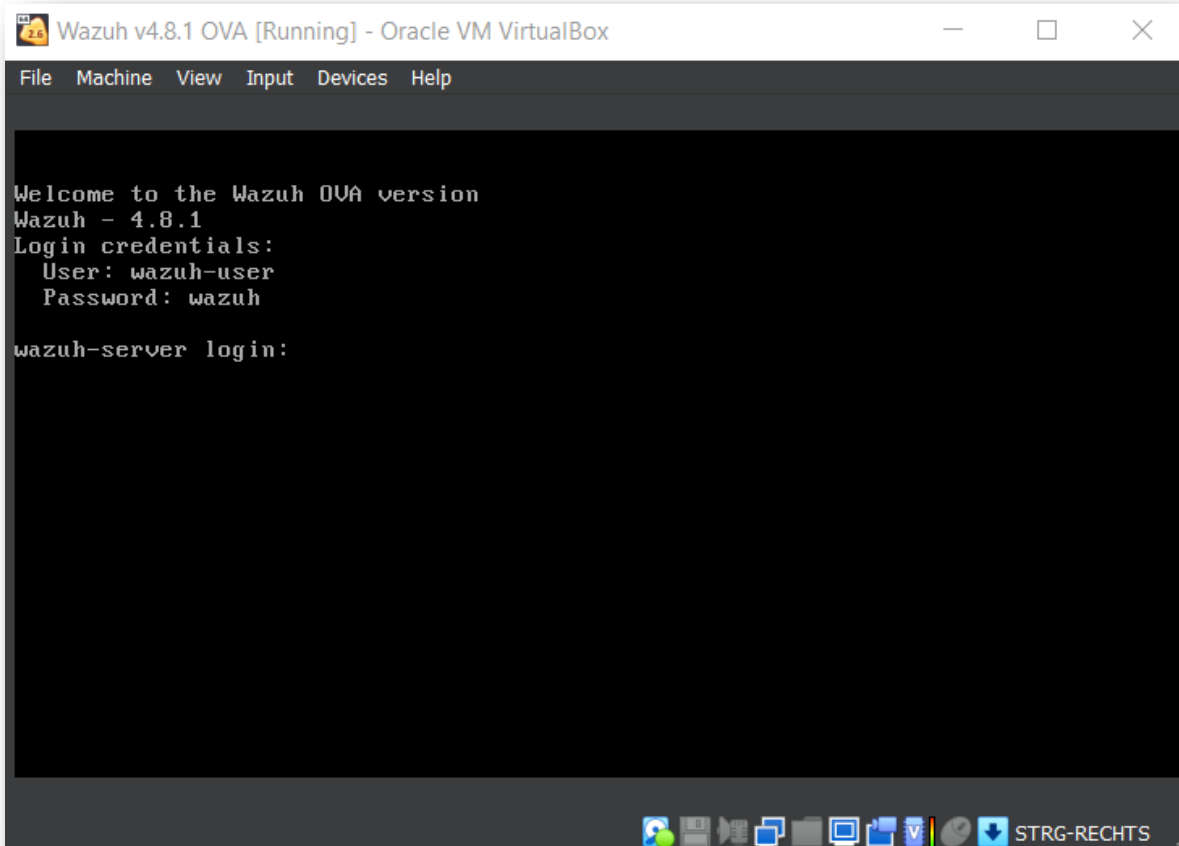 Wazuh v4.8.1 OVA [Running] - Oracle VM VirtualBox
File Machine View Input Devices Help
Welcome to the Wazuh OVA version
Wazuh - 4.8.1
Login credentials:
User: wazuh-user
Password: wazuh
wazuh-server login:
STRG-RECHTS